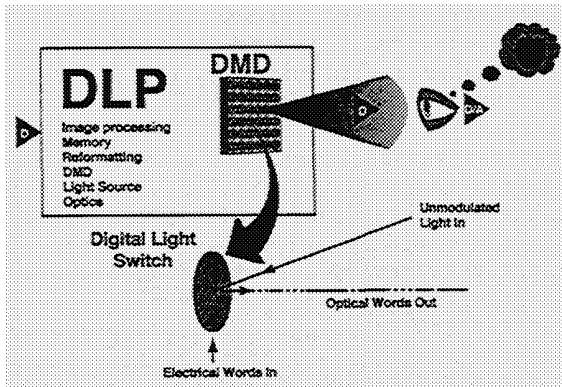 DLP
DMD
Image processing
Memory
Reformatting
DMD
Light Source
Optics
D
D
D/A
Digital Light
Switch
Unmodulated
Light In
Optical Words Out
Electrical Words In